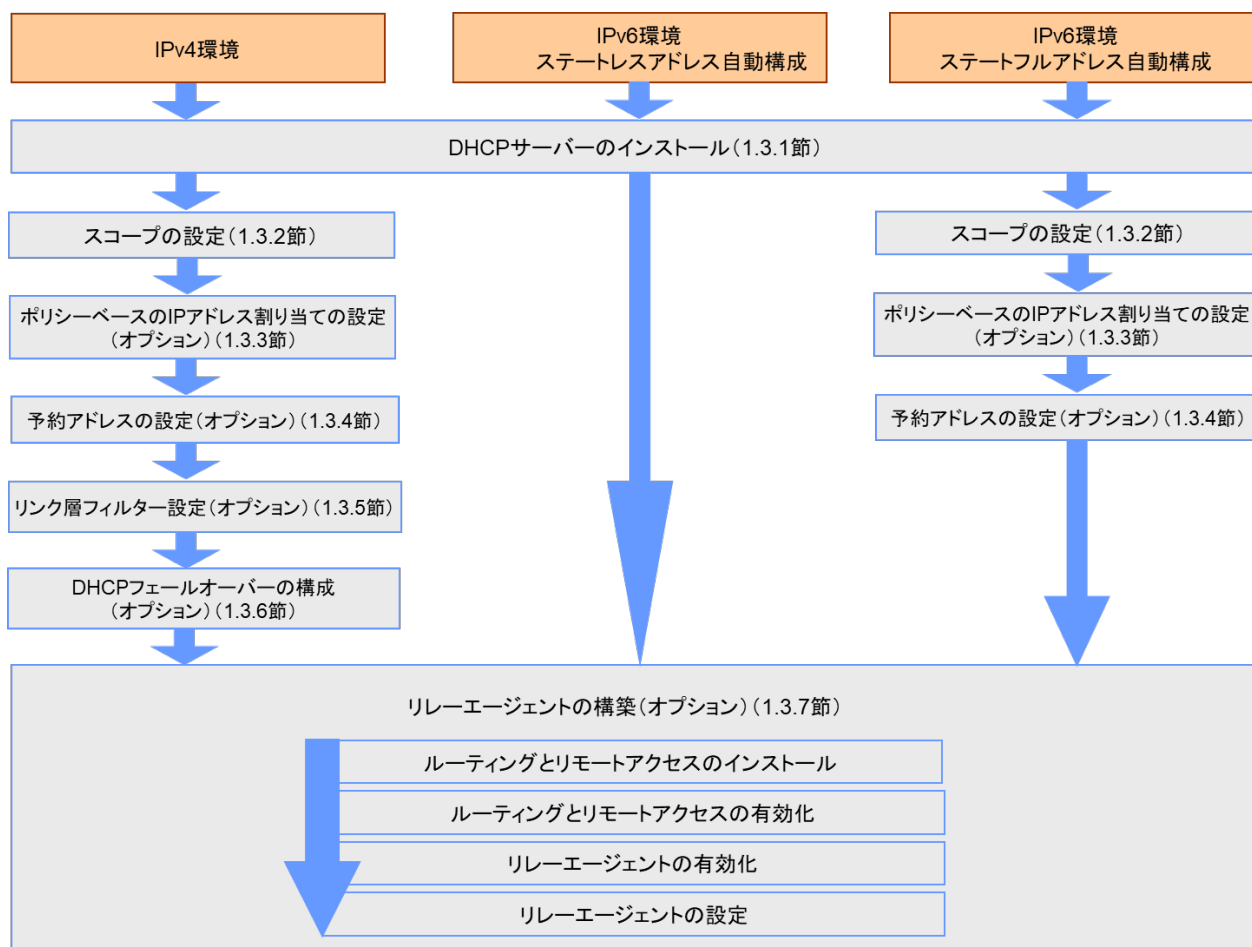 IPv4環境
IPv6環境
ステートレスアドレス自動構成
IPv6環境
ステートフルアドレス自動構成
DHCPサーバーのインストール(1.3.1節)
スコープの設定(1.3.2節)
スコープの設定(1.3.2節)
ポリシーベースのIPアドレス割り当ての設定
(オプション)(1.3.3節)
ポリシーベースのIPアドレス割り当ての設定
(オプション)(1.3.3節)
予約アドレスの設定(オプション)(1.3.4節)
予約アドレスの設定(オプション)(1.3.4節)
リンク層フィルター設定(オプション)(1.3.5節)
DHCPフェールオーバーの構成
(オプション)(1.3.6節)
リレーエージェントの構築(オプション)(1.3.7節)
ルーティングとリモートアクセスのインストール
ルーティングとリモートアクセスの有効化
リレーエージェントの有効化
リレーエージェントの設定